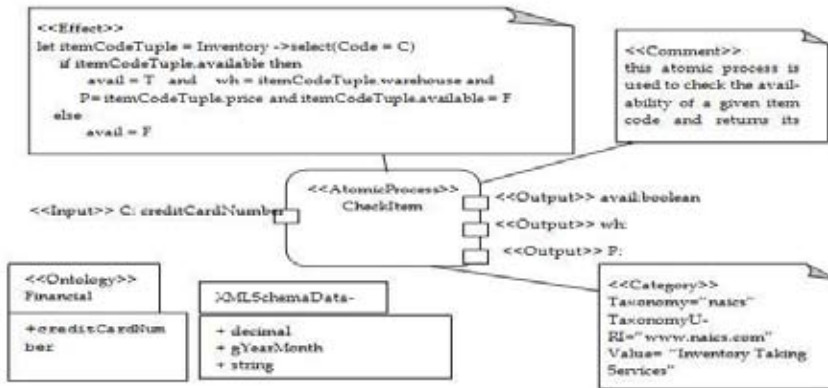 <<Effect>>
let itemCodeTuple = Inventory ->select(Code = C)
if itemCodeTuple.available then
avail = T and wh = itemCodeTuple.warehouse and
P= itemCodeTuple.price and itemCodeTuple.available = F
else
avail = F
<<Comment>>
this atomic process is
used to check the avail-
ability of a given item
code and returns its
<<AtomicProcess>>
CheckItem
<<Input>> C: creditCardNumber
<<Output>> avail:boolean
<<Output>> wh:
<<Output>> P:
<<Ontology>>
Financial
+creditCardNum
ber
XMLSchemaData-
+ decimal
+ gYearMonth
+ string
<<Category>>
Taxonomy="naics"
TaxonomyU-
RI="www.naics.com"
Value= "Inventory Taking
Services"